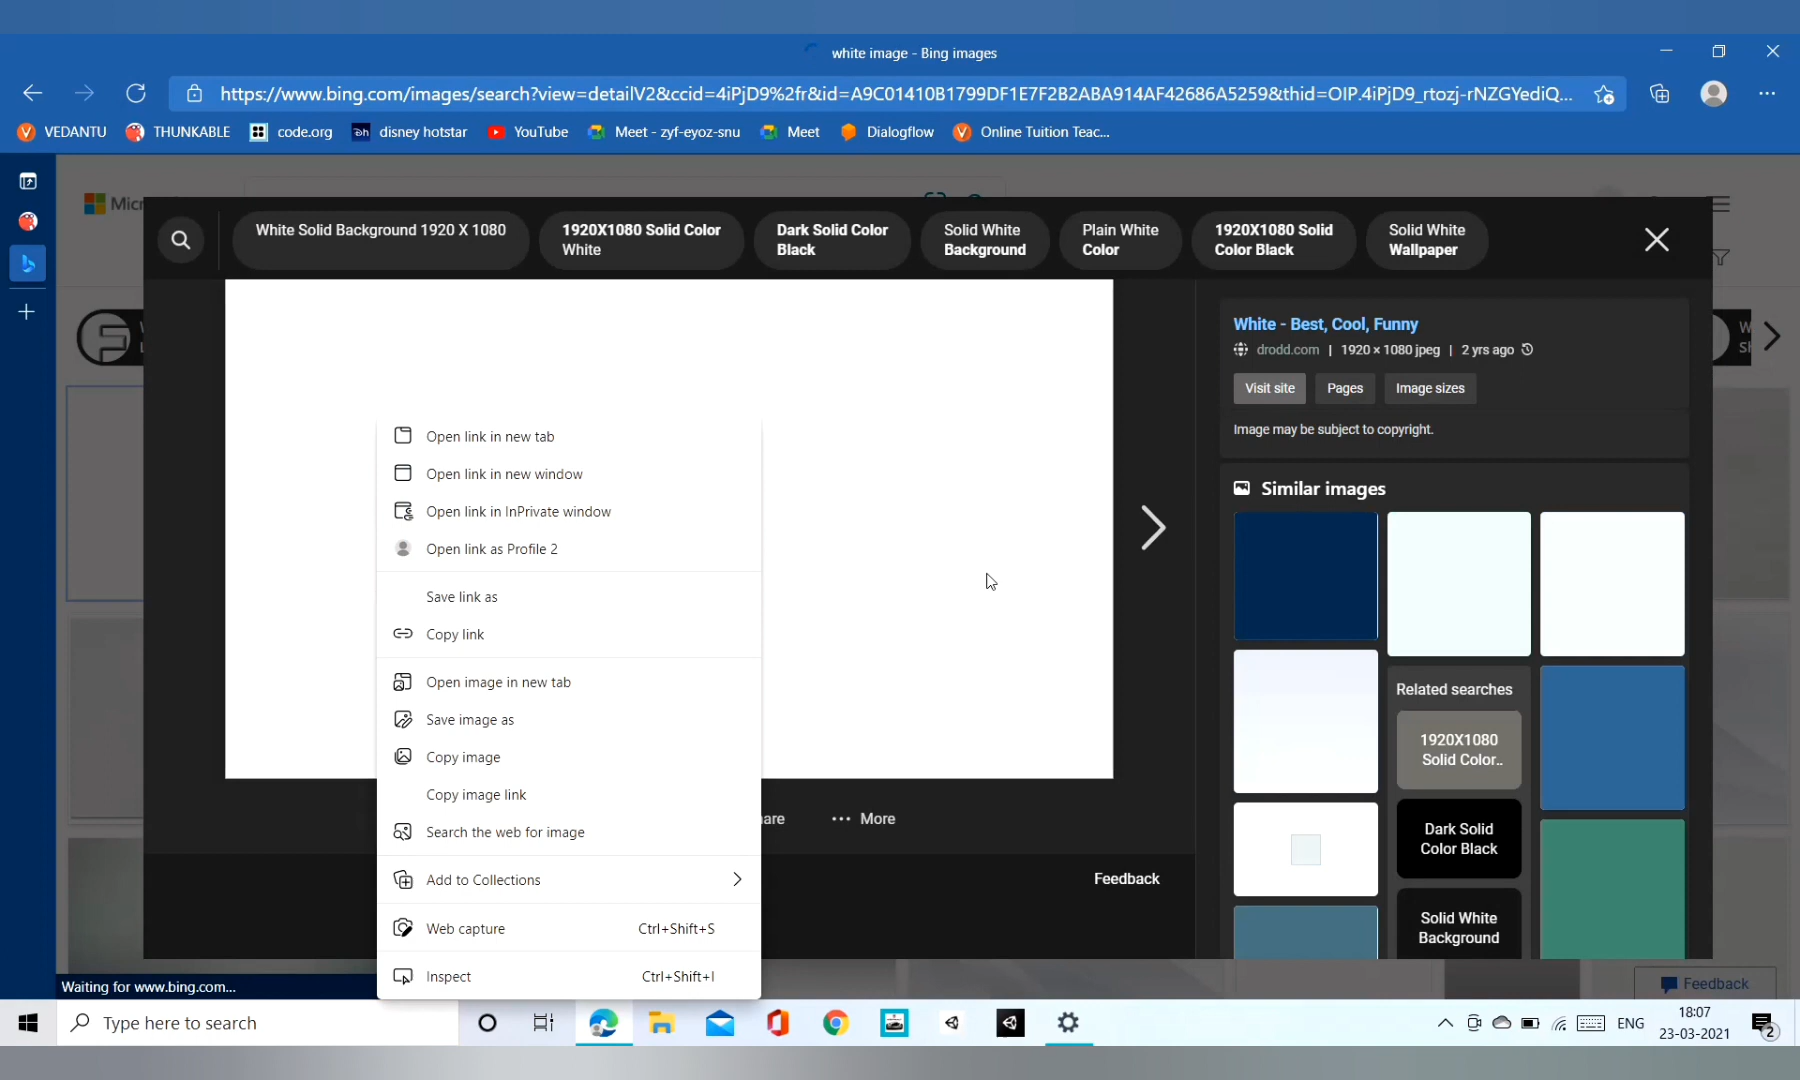 white image - Bing images
https://www.bing.com/images/search?view=detailV2&ccid=4iPjD9%2fr&id=A9C01410B1799DF1E7F2B2ABA914AF42686A5259&thid=OIP.4iPjD9_rtozj-rNZGYediQ...
VEDANTU THUNKABLE code.org disney hotstar YouTube Meet - zyf-eyoz-snu Meet Dialogflow Online Tuition Teac...
White Solid Background 1920 X 1080
1920X1080 Solid Color
White
Dark Solid Color
Black
Solid White
Background
Plain White
Color
1920X1080 Solid
Color Black
Solid White
Wallpaper
White - Best, Cool, Funny
drodd.com | 1920 × 1080 jpeg | 2 yrs ago
Visit site Pages Image sizes
Image may be subject to copyright.
Similar images
Related searches
1920X1080
Solid Color..
Dark Solid
Color Black
Solid White
Background
Open link in new tab
Open link in new window
Open link in InPrivate window
Open link as Profile 2
Save link as
Copy link
Open image in new tab
Save image as
Copy image
Copy image link
Search the web for image
Add to Collections
Web capture Ctrl+Shift+S
Inspect Ctrl+Shift+I
More
Feedback
Feedback
Waiting for www.bing.com...
Type here to search
ENG
18:07
23-03-2021
2